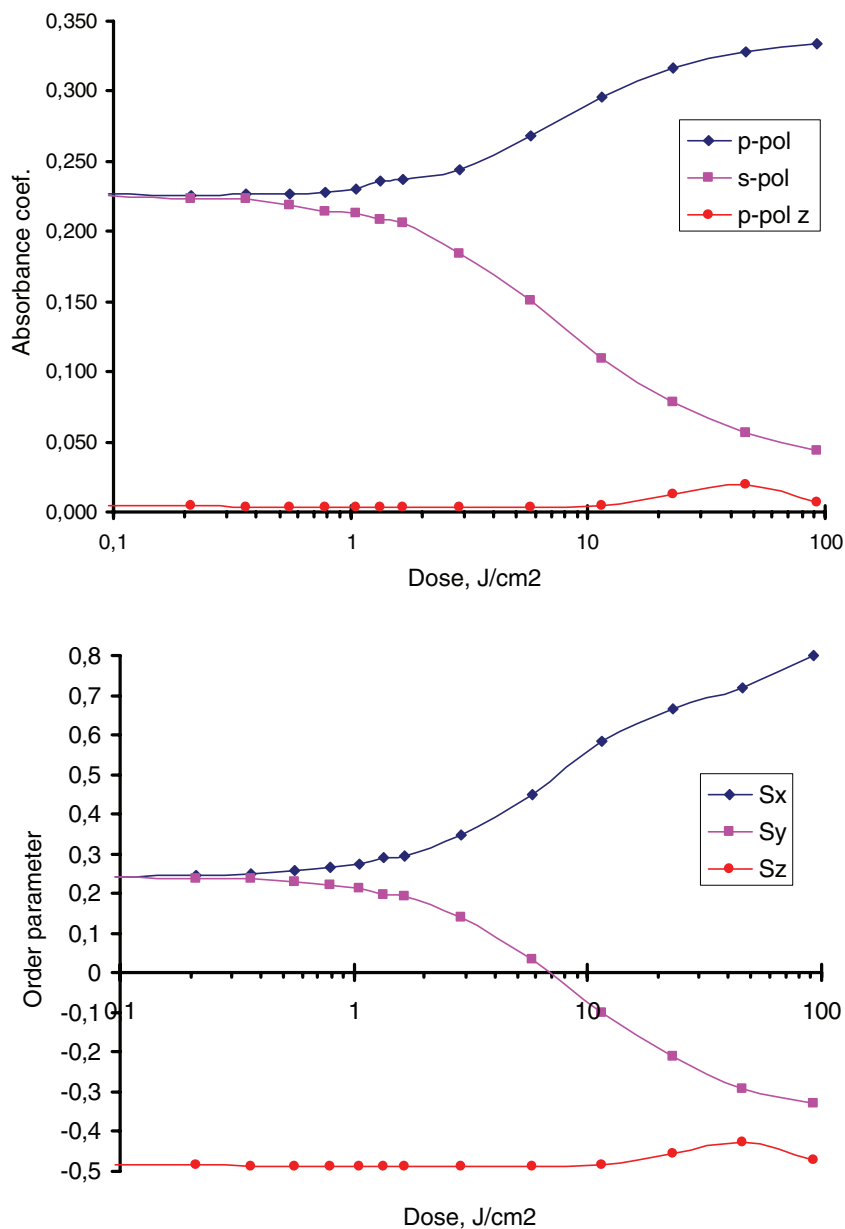 0,350
0,300
0,250
0,200
0,150
0,100
0,050
0,000
Absorbance coef.
p-pol
s-pol
p-pol z
0,1 1 10 100
Dose, J/cm2
0,8
0,7
0,6
0,5
0,4
0,3
0,2
0,1
0
-0,1
-0,2
-0,3
-0,4
-0,5
Order parameter
Sx
Sy
Sz
0,1 1 10 100
Dose, J/cm2